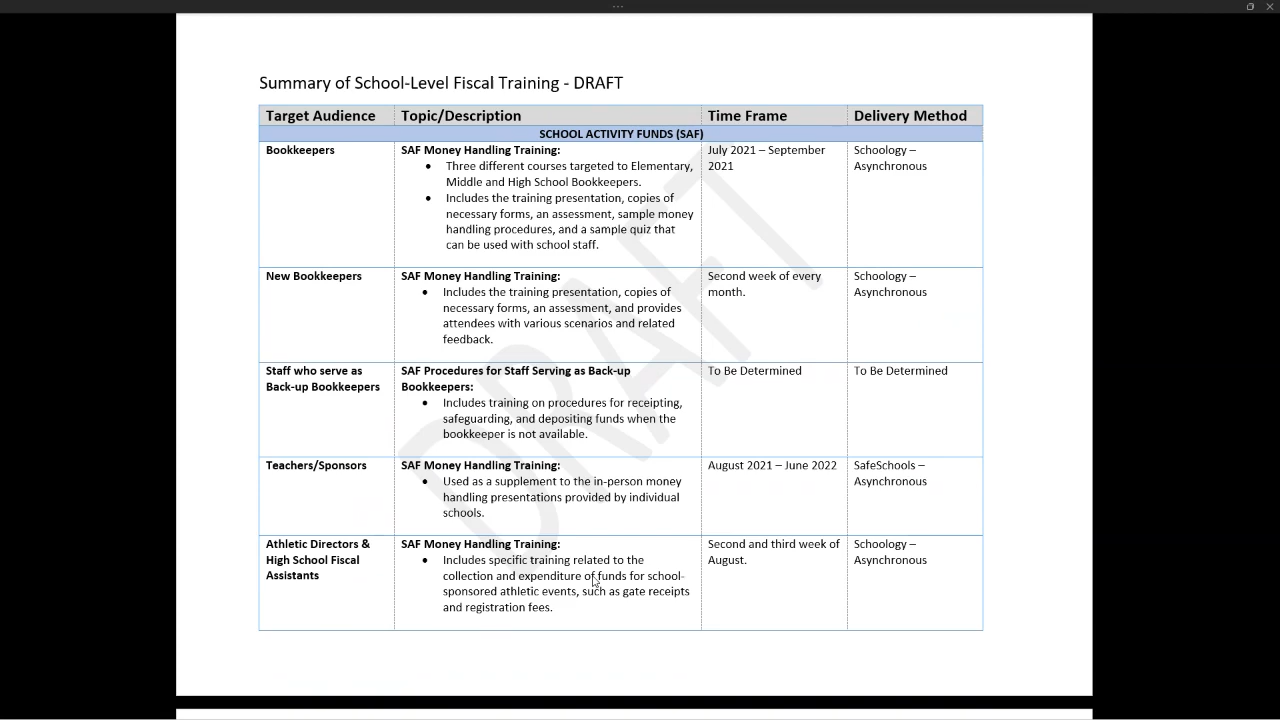 Summary of School-Level Fiscal Training - DRAFT
Target Audience Topic/Description Time Frame Delivery Method
SCHOOL ACTIVITY FUNDS (SAF)
Bookkeepers
SAF Money Handling Training:
• Three different courses targeted to Elementary,
Middle and High School Bookkeepers.
• Includes the training presentation, copies of
necessary forms, an assessment, sample money
handling procedures, and a sample quiz that
can be used with school staff.
July 2021 – September
2021
Schoology –
Asynchronous
New Bookkeepers
SAF Money Handling Training:
• Includes the training presentation, copies of
necessary forms, an assessment, and provides
attendees with various scenarios and related
feedback.
Second week of every
month.
Schoology –
Asynchronous
Staff who serve as
Back-up Bookkeepers
SAF Procedures for Staff Serving as Back-up
Bookkeepers:
• Includes training on procedures for receipting,
safeguarding, and depositing funds when the
bookkeeper is not available.
To Be Determined
To Be Determined
Teachers/Sponsors
SAF Money Handling Training:
• Used as a supplement to the in-person money
handling presentations provided by individual
schools.
August 2021 – June 2022
SafeSchools –
Asynchronous
Athletic Directors &
High School Fiscal
Assistants
SAF Money Handling Training:
• Includes specific training related to the
collection and expenditure of funds for school-
sponsored athletic events, such as gate receipts
and registration fees.
Second and third week of
August.
Schoology –
Asynchronous
DRAFT